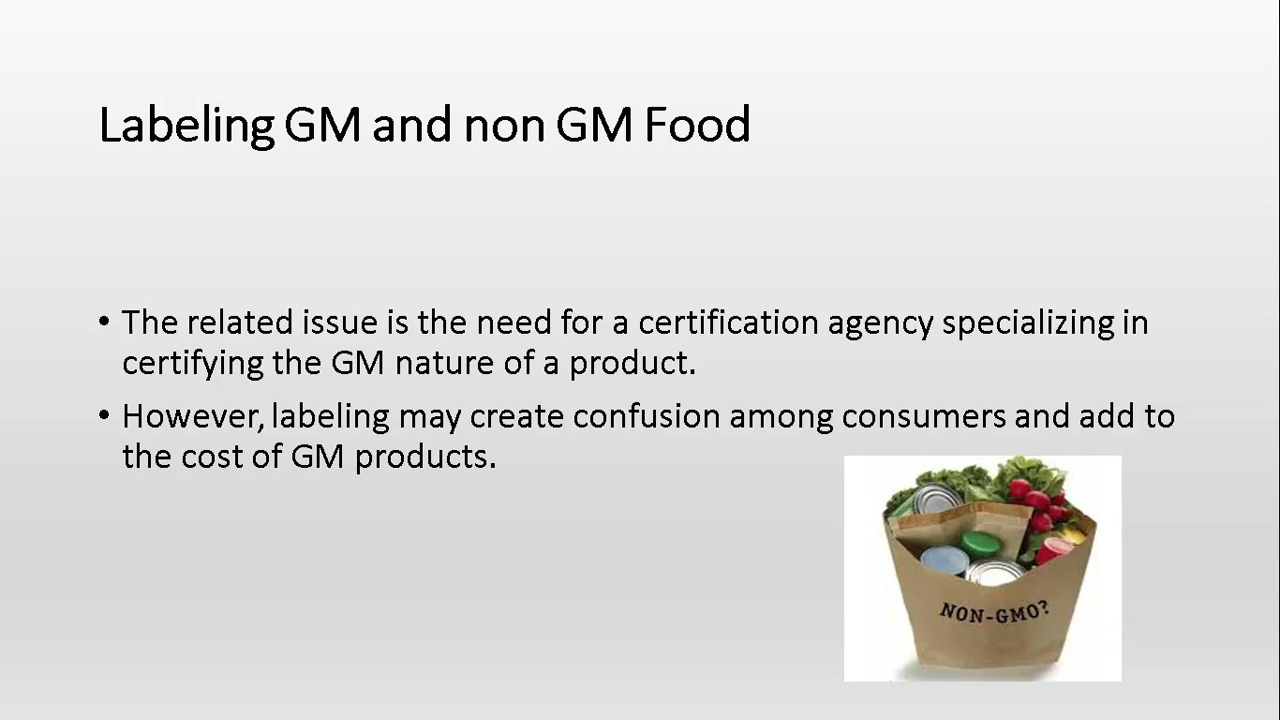 Labeling GM and non GM Food
• The related issue is the need for a certification agency specializing in
certifying the GM nature of a product.
• However, labeling may create confusion among consumers and add to
the cost of GM products.
NON-GMO?